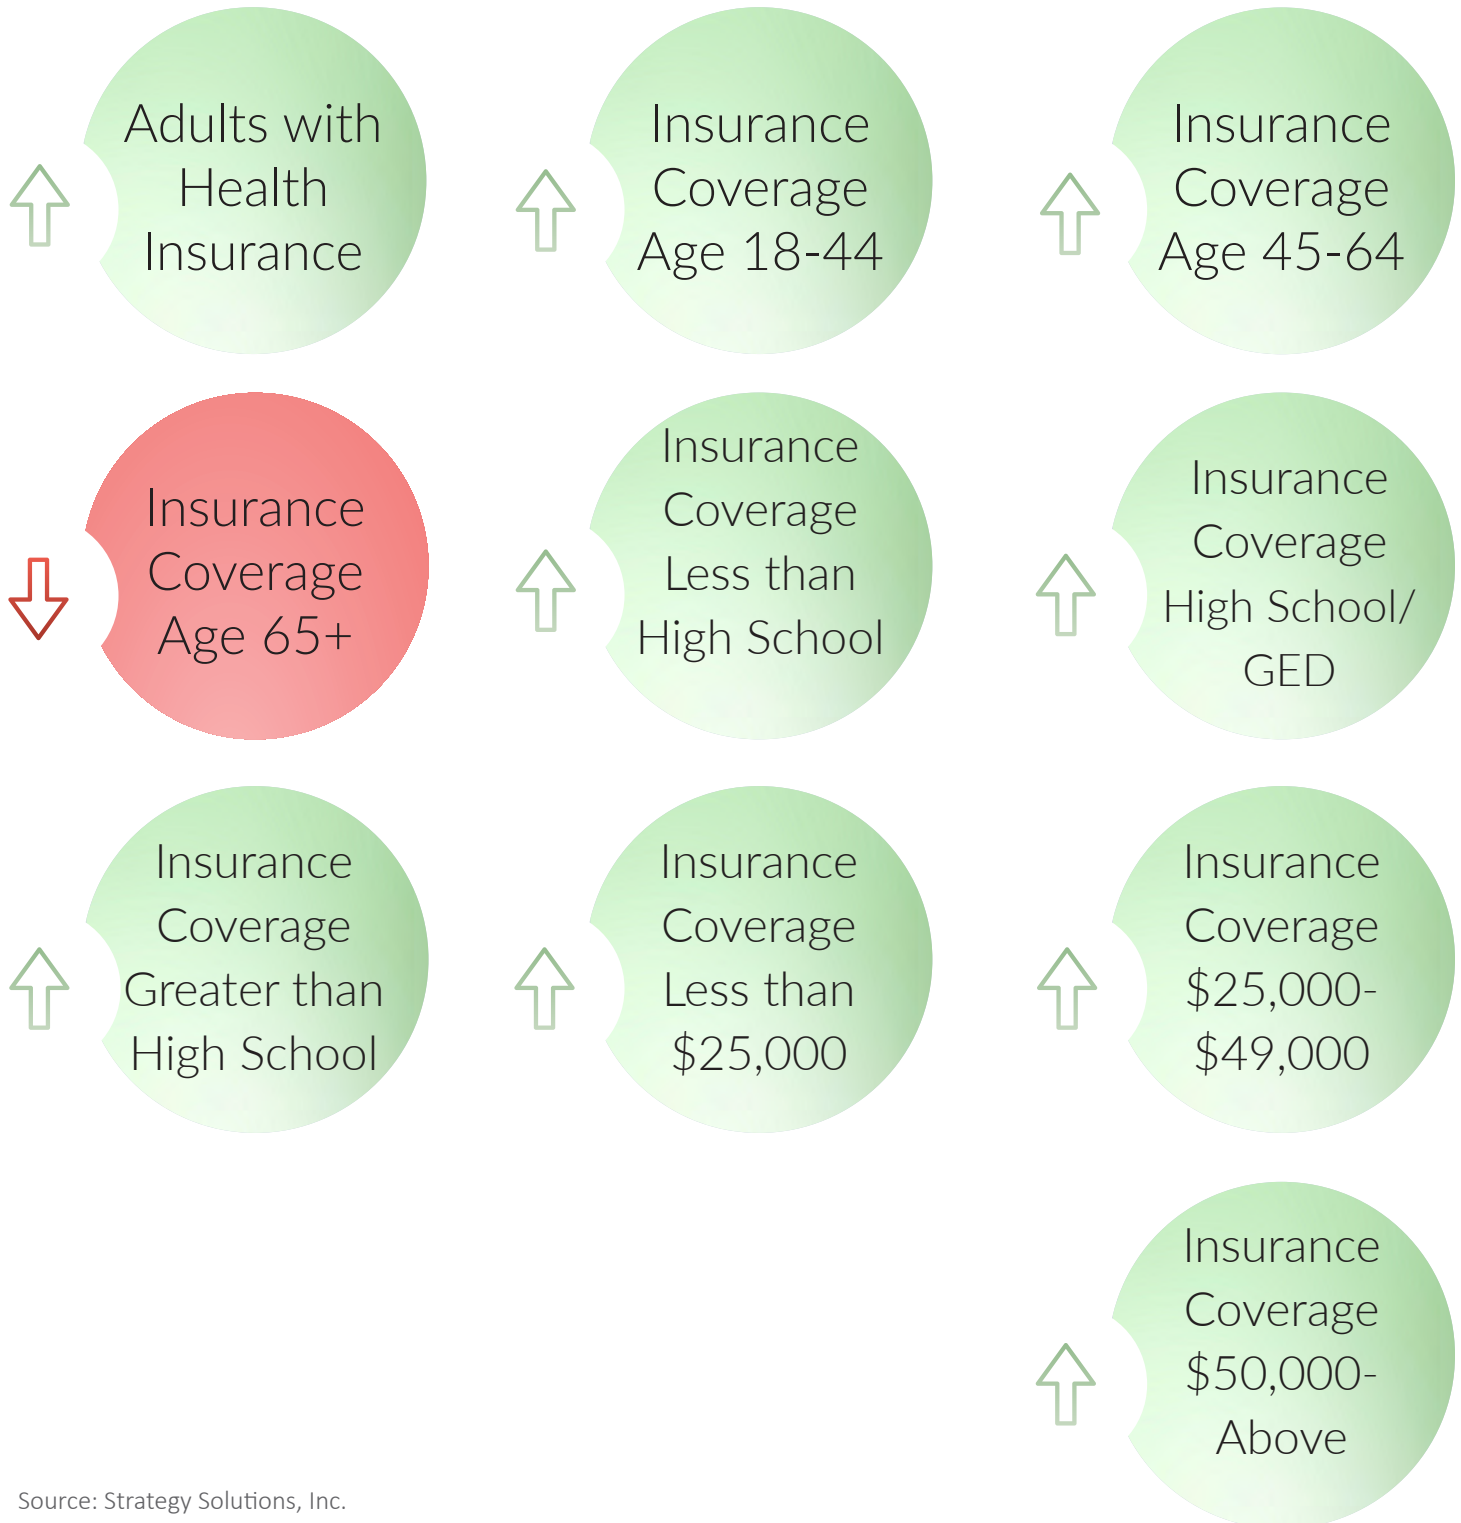 Adults with
Health
Insurance
Insurance
Coverage
Age 18-44
Insurance
Coverage
Age 45-64
Insurance
Coverage
Age 65+
Insurance
Coverage
Less than
High School
Insurance
Coverage
High School/
GED
Insurance
Coverage
Greater than
High School
Insurance
Coverage
Less than
$25,000
Insurance
Coverage
$25,000-
$49,000
Insurance
Coverage
$50,000-
Above
Source: Strategy Solutions, Inc.